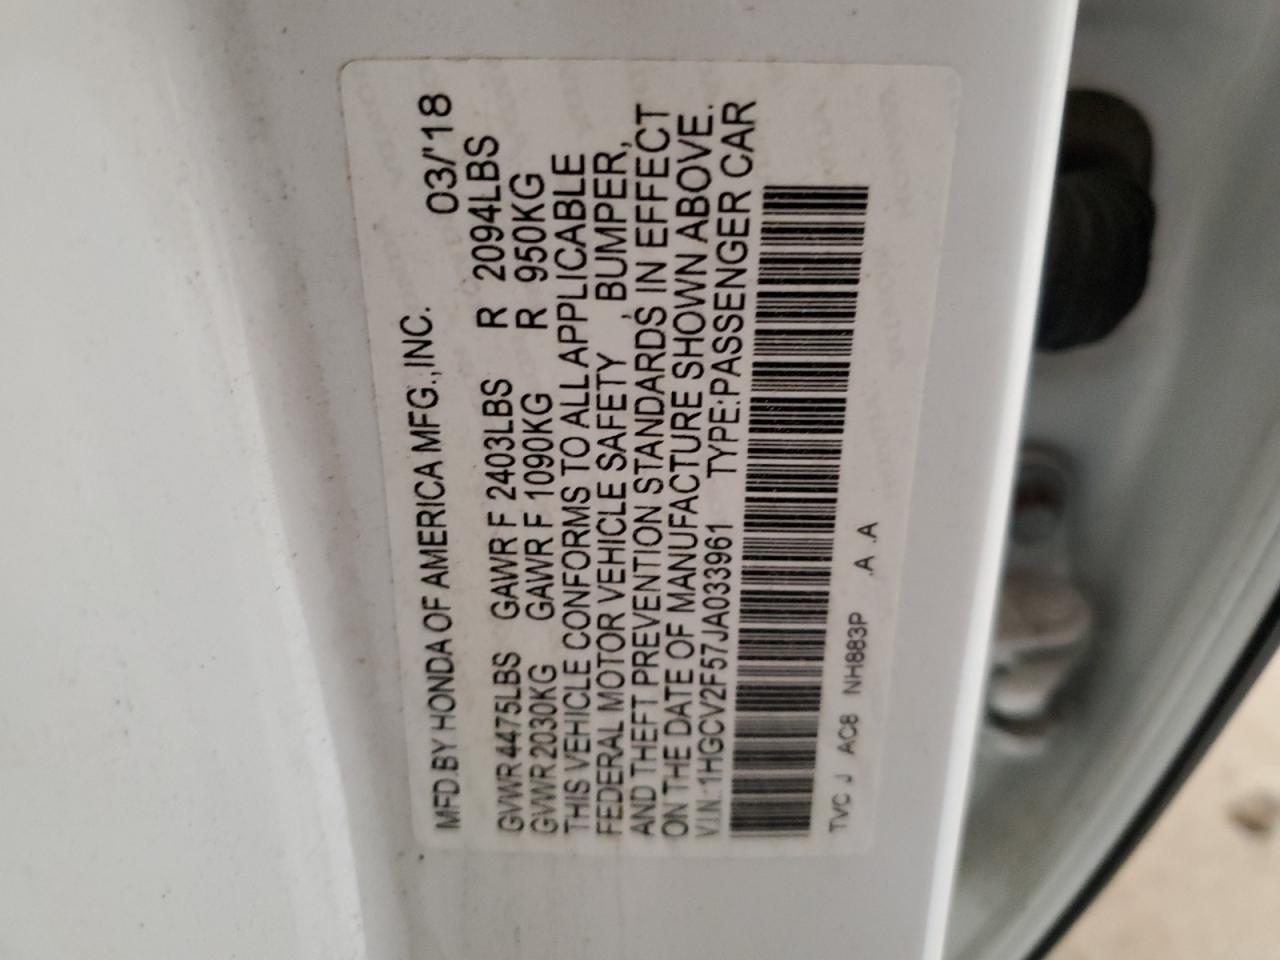 MFD.BY HONDA OF AMERICA MFG.,INC. 03/'18
GVWR 4475LBS GAWR F 2403LBS R 2094LBS
GVWR 2030KG GAWR F 1090KG R 950KG
THIS VEHICLE CONFORMS TO ALL APPLICABLE
FEDERAL MOTOR VEHICLE SAFETY , BUMPER,
AND THEFT PREVENTION STANDARDS IN EFFECT
ON THE DATE OF MANUFACTURE SHOWN ABOVE.
V.I.N.:1HGCV2F57JA033961 TYPE:PASSENGER CAR
TVC J AC8 NH883P .A .A